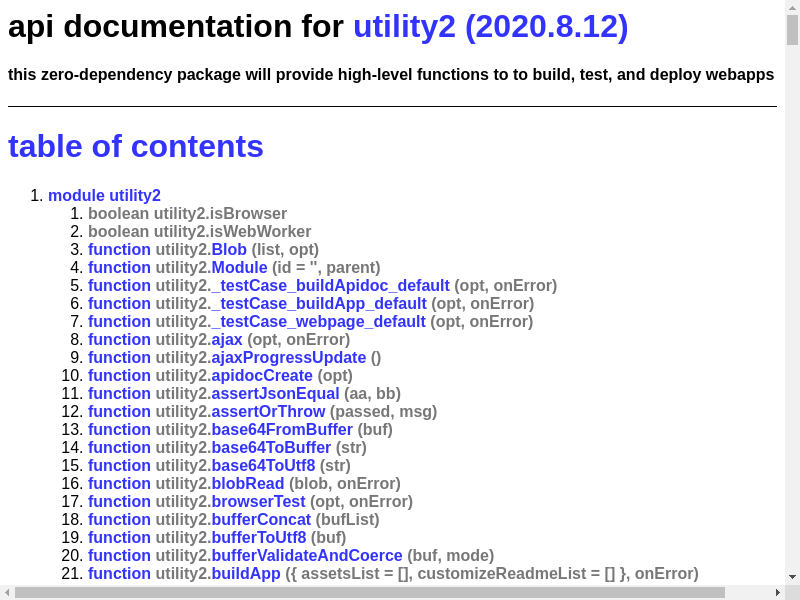 api documentation for utility2 (2020.8.12)
this zero-dependency package will provide high-level functions to to build, test, and deploy webapps
table of contents
1. module utility2
1. boolean utility2.isBrowser
2. boolean utility2.isWebWorker
3. function utility2.Blob (list, opt)
4. function utility2.Module (id = '', parent)
5. function utility2._testCase_buildApidoc_default (opt, onError)
6. function utility2._testCase_buildApp_default (opt, onError)
7. function utility2._testCase_webpage_default (opt, onError)
8. function utility2.ajax (opt, onError)
9. function utility2.ajaxProgressUpdate ()
10. function utility2.apidocCreate (opt)
11. function utility2.assertJsonEqual (aa, bb)
12. function utility2.assertOrThrow (passed, msg)
13. function utility2.base64FromBuffer (buf)
14. function utility2.base64ToBuffer (str)
15. function utility2.base64ToUtf8 (str)
16. function utility2.blobRead (blob, onError)
17. function utility2.browserTest (opt, onError)
18. function utility2.bufferConcat (bufList)
19. function utility2.bufferToUtf8 (buf)
20. function utility2.bufferValidateAndCoerce (buf, mode)
21. function utility2.buildApp ({ assetsList = [], customizeReadmeList = [] }, onError)